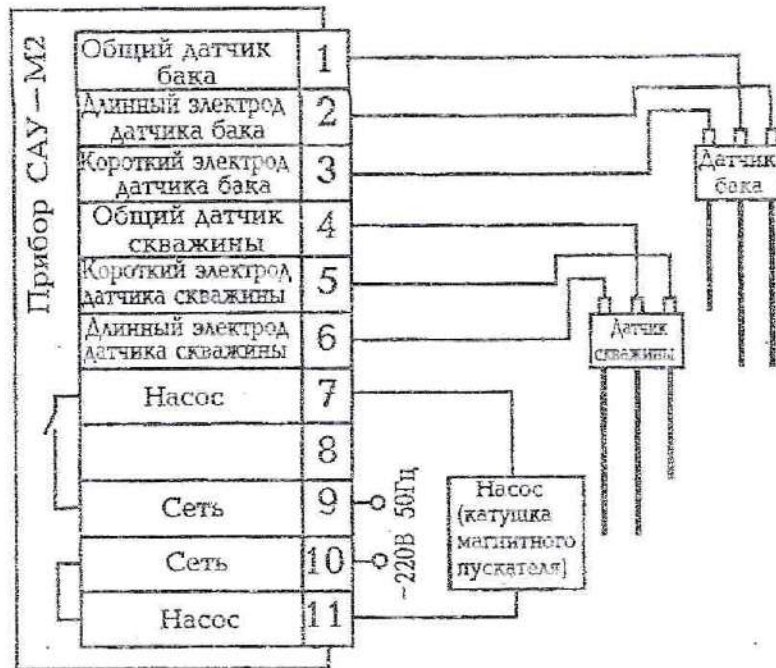 Прибор САУ-М2
Общий датчик
бака
1
Длинный электрод
датчика бака
2
Короткий электрод
датчика бака
3
Общий датчик
скважины
4
Короткий электрод
датчика скважины
5
Длинный электрод
датчика скважины
6
Насос
7
8
Сеть
9
Сеть
10
Насос
11
~220В 50Гц
Насос
(катушка
магнитного
пускателя)
Датчик
бака
Датчик
скважины